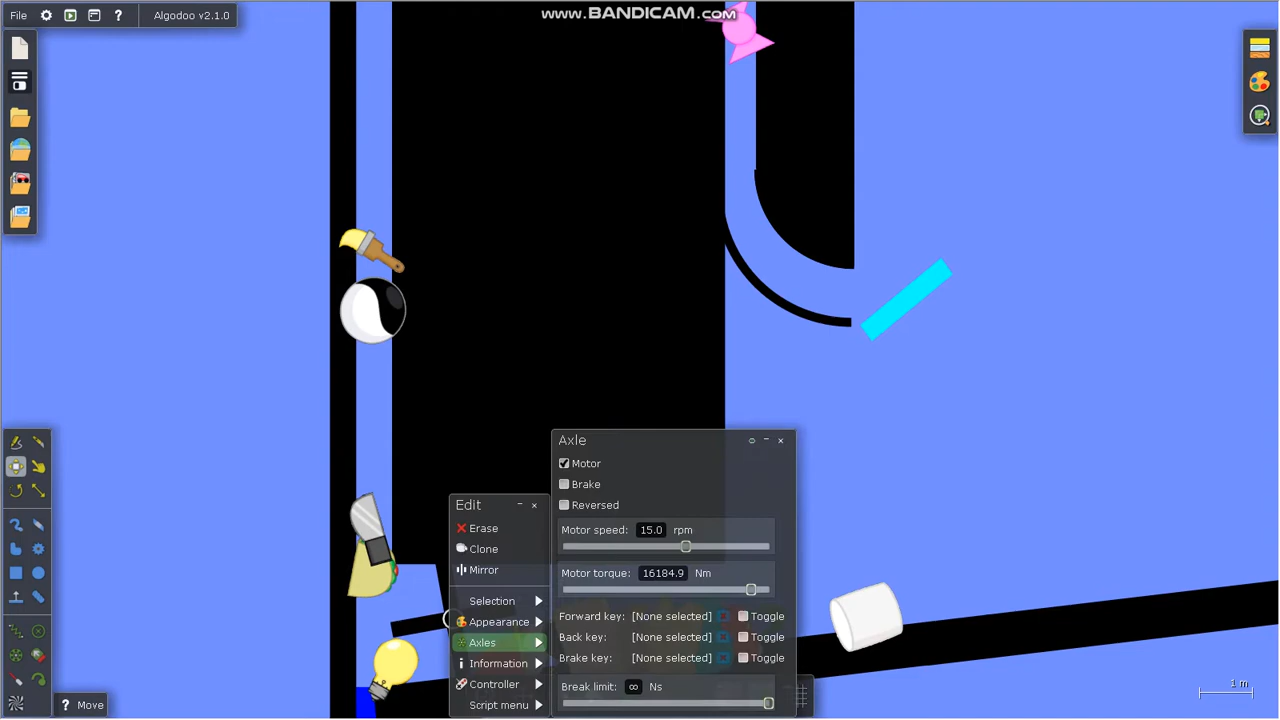 File
?
Algodoo v2.1.0
WWW.BANDICAM.COM
Axle
Motor
Brake
Reversed
Motor speed: 15.0 rpm
Motor torque: 16184.9 Nm
Forward key: [None selected] Toggle
Back key: [None selected] Toggle
Brake key: [None selected] Toggle
Break limit: ∞ Ns
Edit
Erase
Clone
Mirror
Selection
Appearance
Axles
Information
Controller
Script menu
? Move
1 m